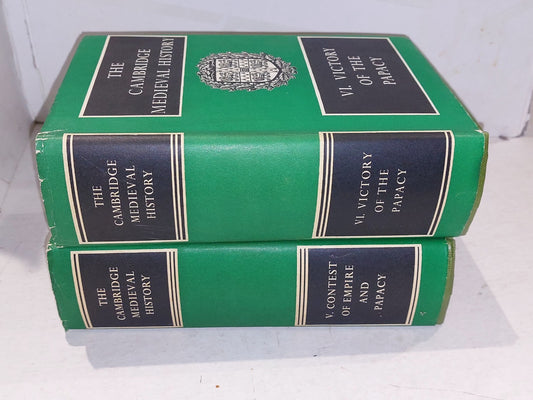 THE
CAMBRIDGE
MEDIEVAL HISTORY
VI. VICTORY
OF THE
PAPACY
THE
CAMBRIDGE
MEDIEVAL
HISTORY
VI. VICTORY
OF THE
PAPACY
THE
CAMBRIDGE
MEDIEVAL
HISTORY
V. CONTEST
OF EMPIRE
AND
PAPACY